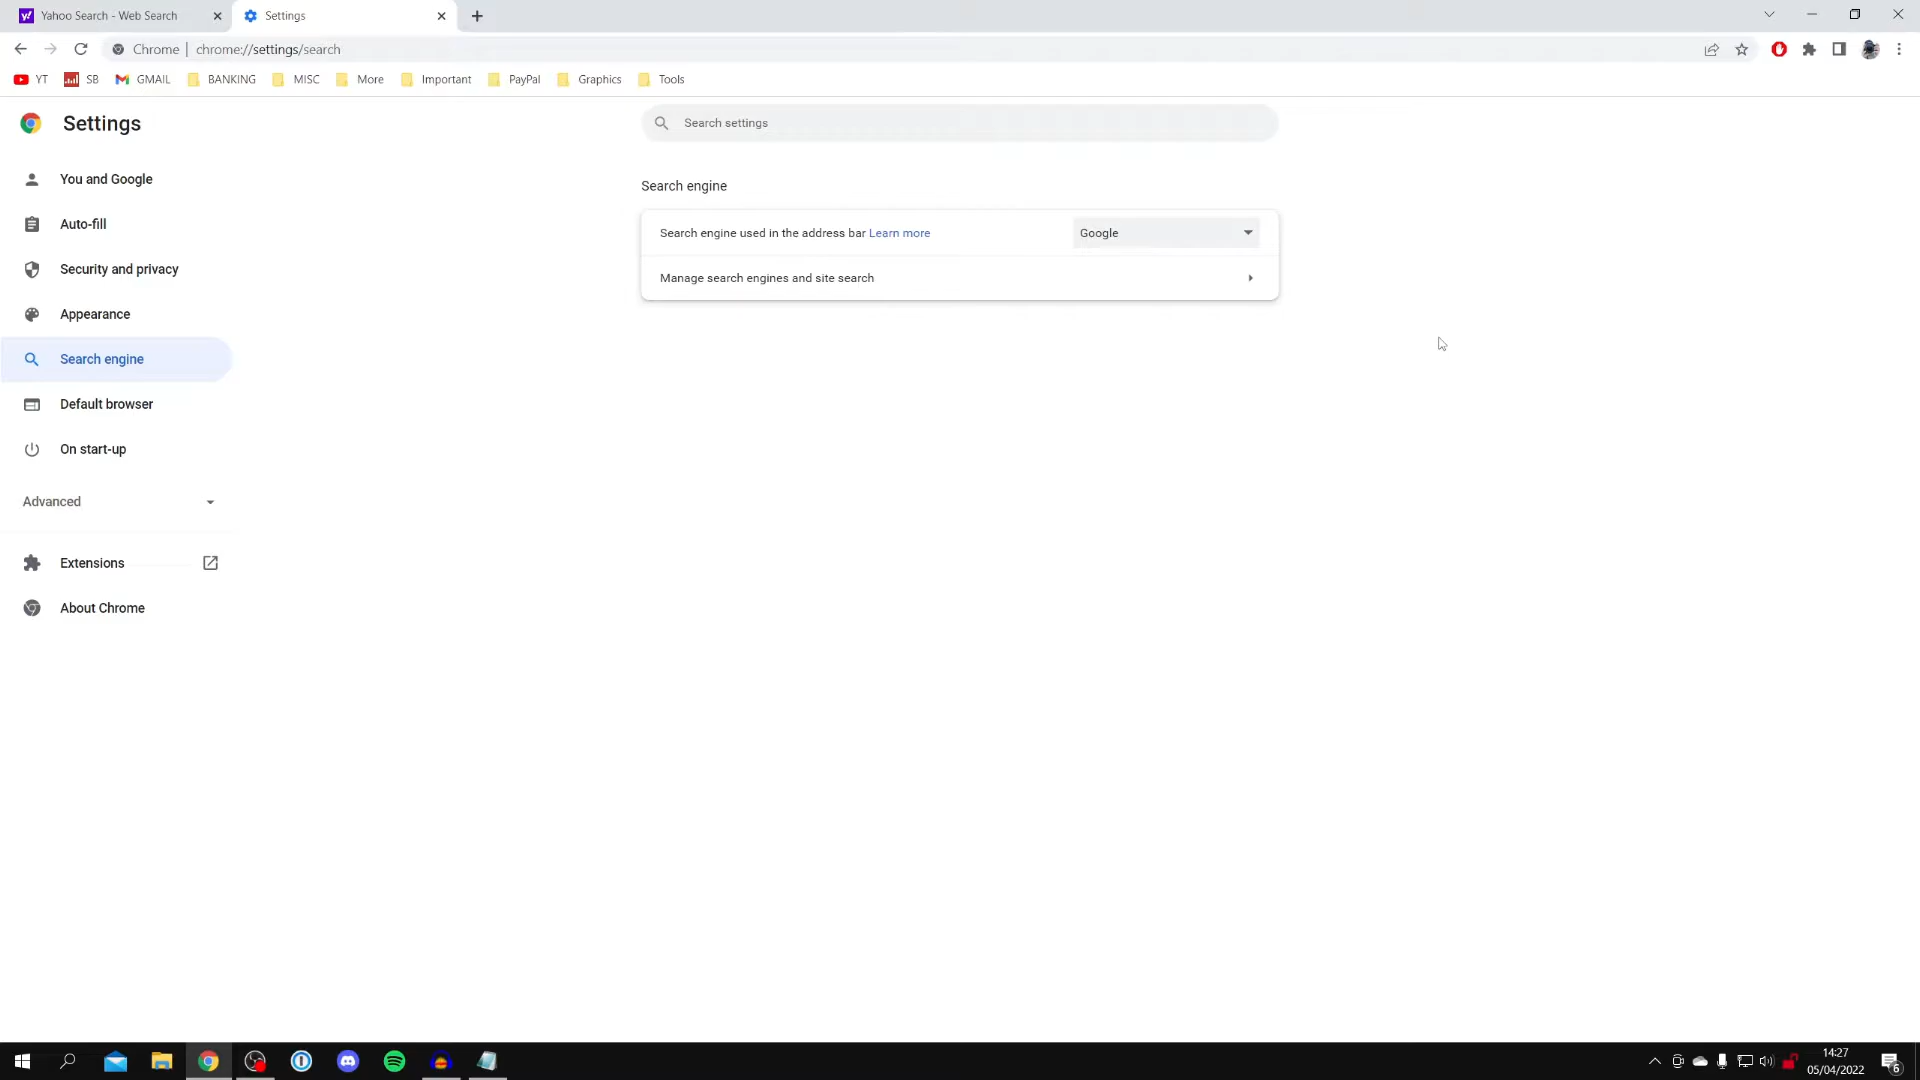 Yahoo Search - Web Search
Settings
Chrome | chrome://settings/search
YT
SB
GMAIL
BANKING
MISC
More
Important
PayPal
Graphics
Tools
Settings
Search settings
You and Google
Auto-fill
Security and privacy
Appearance
Search engine
Default browser
On start-up
Advanced
Extensions
About Chrome
Search engine
Search engine used in the address bar Learn more
Google
Manage search engines and site search
14:27
05/04/2022
6